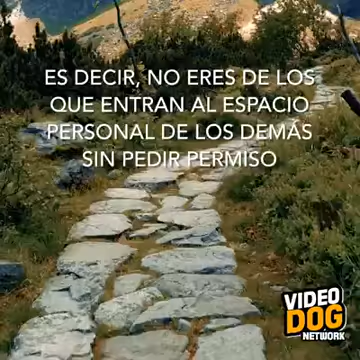 ES DECIR, NO ERES DE LOS
QUE ENTRAN AL ESPACIO
PERSONAL DE LOS DEMÁS
SIN PEDIR PERMISO
VIDEO
DOG
NETWORK